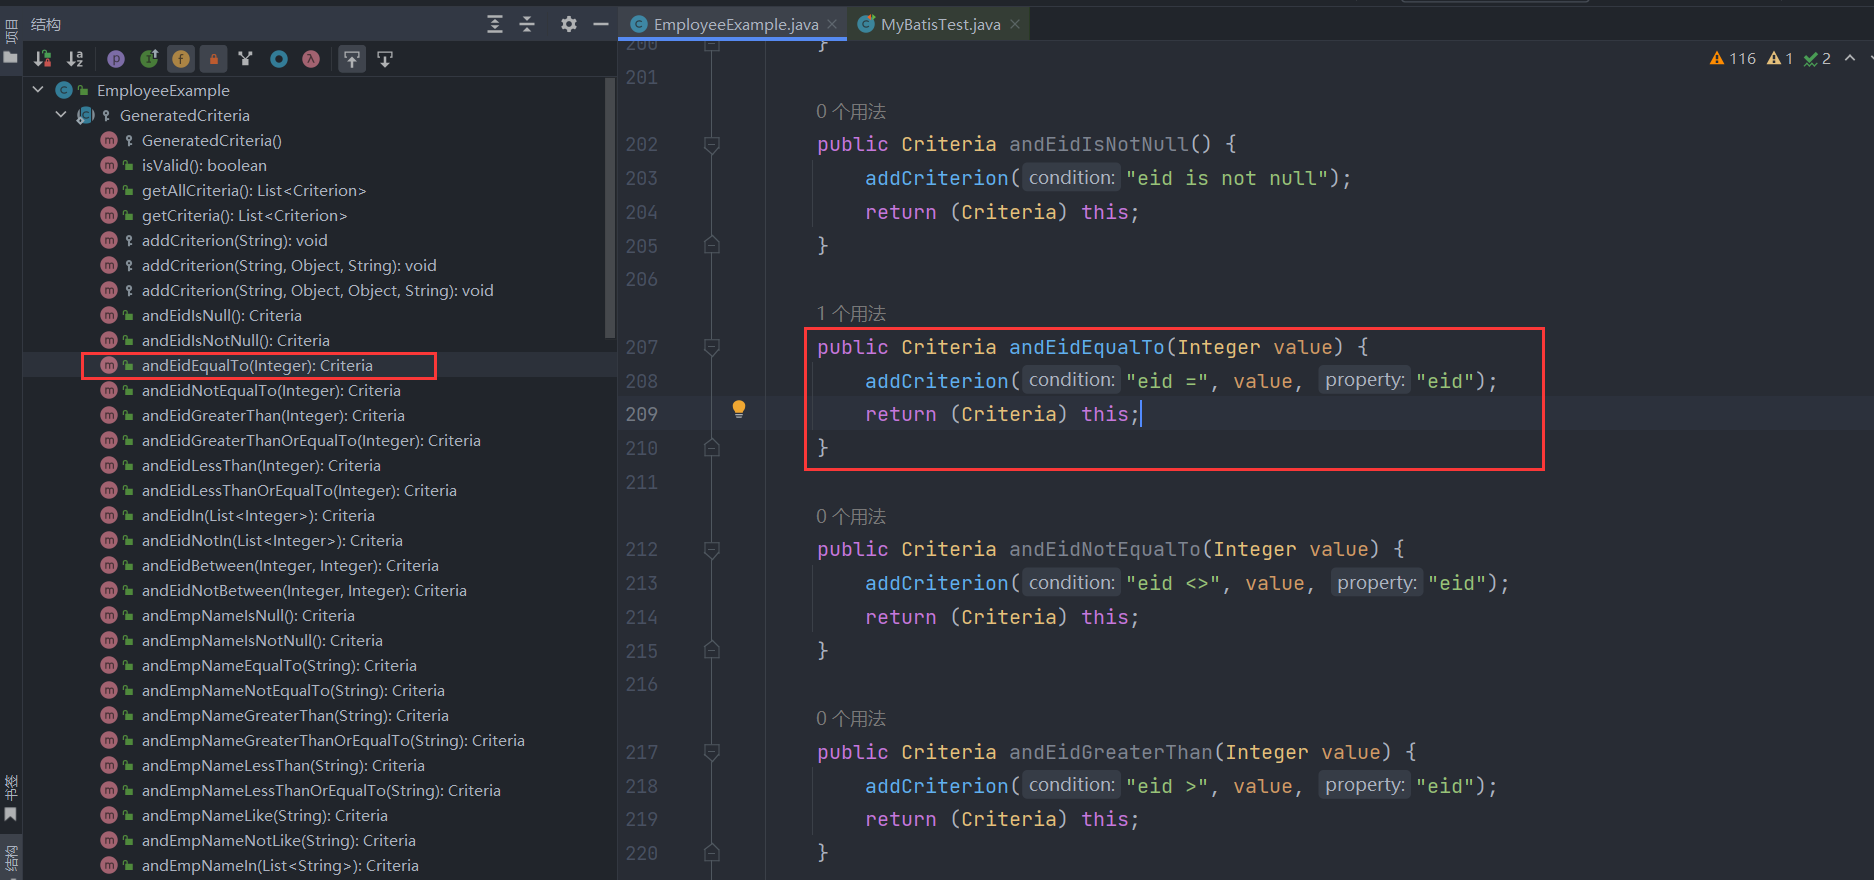 项目
结构
EmployeeExample
GeneratedCriteria
GeneratedCriteria()
isValid(): boolean
getAllCriteria(): List<Criterion>
getCriteria(): List<Criterion>
addCriterion(String): void
addCriterion(String, Object, String): void
addCriterion(String, Object, Object, String): void
andEidIsNull(): Criteria
andEidIsNotNull(): Criteria
andEidEqualTo(Integer): Criteria
andEidNotEqualTo(Integer): Criteria
andEidGreaterThan(Integer): Criteria
andEidGreaterThanOrEqualTo(Integer): Criteria
andEidLessThan(Integer): Criteria
andEidLessThanOrEqualTo(Integer): Criteria
andEidIn(List<Integer>): Criteria
andEidNotIn(List<Integer>): Criteria
andEidBetween(Integer, Integer): Criteria
andEidNotBetween(Integer, Integer): Criteria
andEmpNameIsNull(): Criteria
andEmpNameIsNotNull(): Criteria
andEmpNameEqualTo(String): Criteria
andEmpNameNotEqualTo(String): Criteria
andEmpNameGreaterThan(String): Criteria
andEmpNameGreaterThanOrEqualTo(String): Criteria
andEmpNameLessThan(String): Criteria
andEmpNameLessThanOrEqualTo(String): Criteria
andEmpNameLike(String): Criteria
andEmpNameNotLike(String): Criteria
andEmpNameIn(List<String>): Criteria
书签
结构
EmployeeExample.java
MyBatisTest.java
116 1 2
200 }
201
0 个用法
202 public Criteria andEidIsNotNull() {
203 addCriterion( condition: "eid is not null");
204 return (Criteria) this;
205 }
206
1 个用法
207 public Criteria andEidEqualTo(Integer value) {
208 addCriterion( condition: "eid =", value, property: "eid");
209 return (Criteria) this;
210 }
211
0 个用法
212 public Criteria andEidNotEqualTo(Integer value) {
213 addCriterion( condition: "eid <>", value, property: "eid");
214 return (Criteria) this;
215 }
216
0 个用法
217 public Criteria andEidGreaterThan(Integer value) {
218 addCriterion( condition: "eid >", value, property: "eid");
219 return (Criteria) this;
220 }